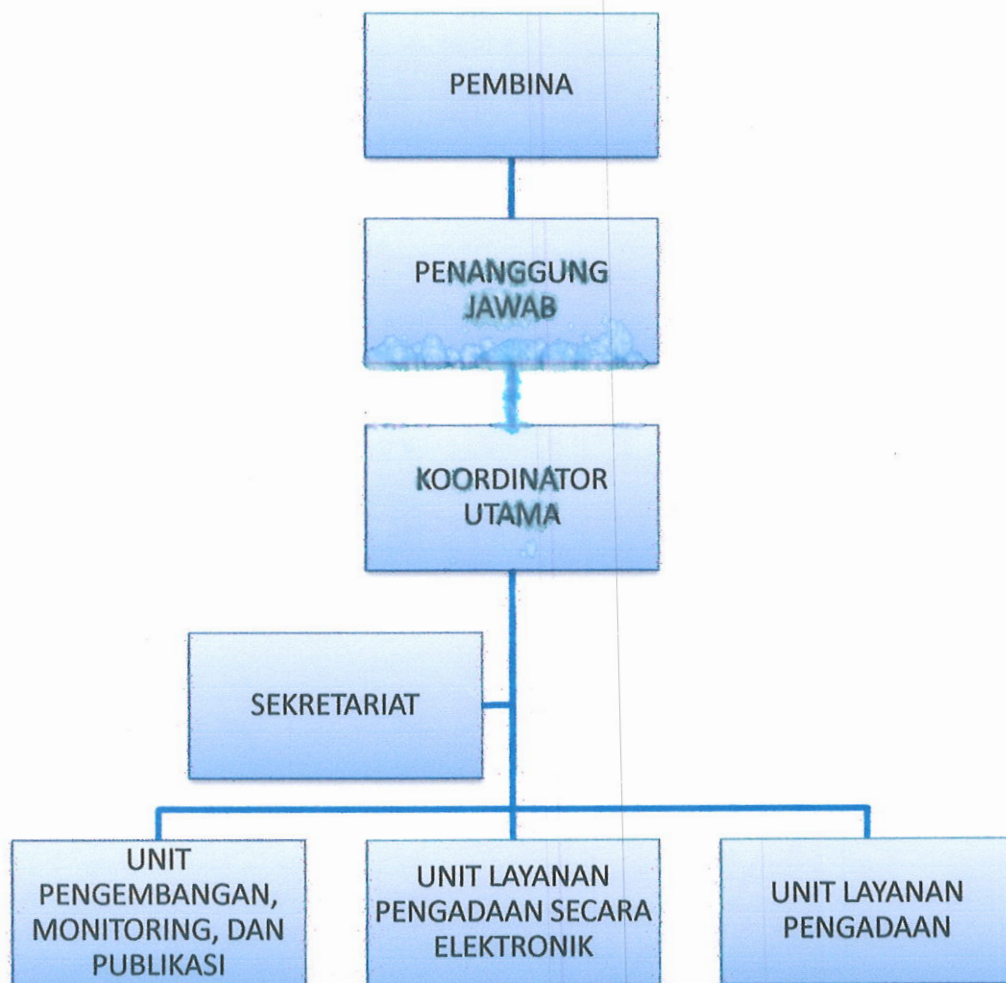 PEMBINA
PENANGGUNG
JAWAB
KOORDINATOR
UTAMA
SEKRETARIAT
UNIT
PENGEMBANGAN,
MONITORING, DAN
PUBLIKASI
UNIT LAYANAN
PENGADAAN SECARA
ELEKTRONIK
UNIT LAYANAN
PENGADAAN